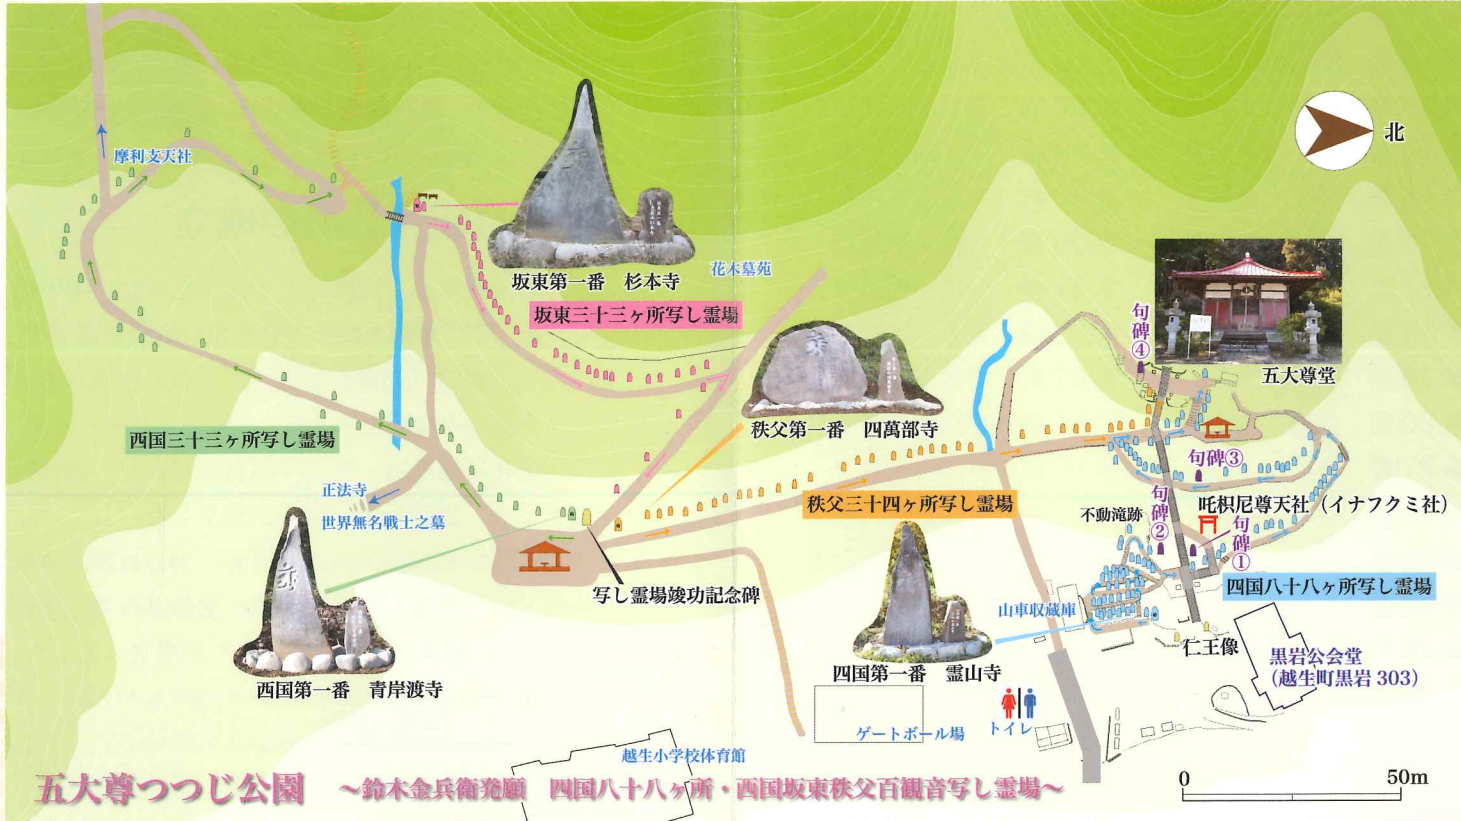 北
摩利支天社
坂東第一番 杉本寺
花木墓苑
坂東三十三ヶ所写し霊場
句碑④
五大尊堂
秩父第一番 四萬部寺
西国三十三ヶ所写し霊場
句碑③
正法寺
世界無名戦士之墓
秩父三十四ヶ所写し霊場
不動滝跡
句碑②
吒枳尼尊天社（イナフクミ社）
句碑①
四国八十八ヶ所写し霊場
写し霊場竣功記念碑
山車収蔵庫
仁王像
黒岩公会堂
（越生町黒岩 303）
西国第一番 青岸渡寺
四国第一番 霊山寺
ゲートボール場
トイレ
越生小学校体育館
五大尊つつじ公園 ～鈴木金兵衛発願 四国八十八ヶ所・西国坂東秩父百観音写し霊場～
0 50m